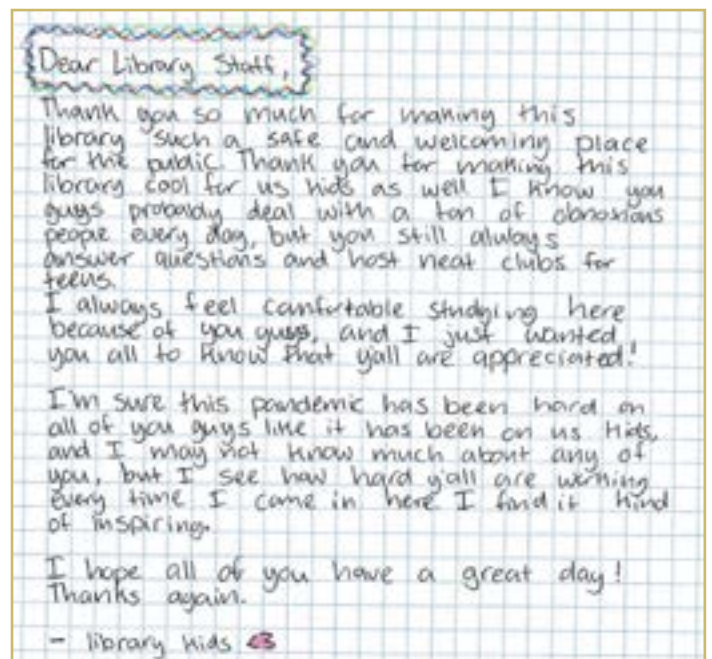 Dear Library Staff,
Thank you so much for making this
library such a safe and welcoming place
for the public. Thank you for making this
library cool for us kids as well I know you
guys probably deal with a ton of obnoxious
people every day, but you still always
answer questions and host neat clubs for
teens.
I always feel comfortable studying here
because of you guys, and I just wanted
you all to know that y'all are appreciated!
I'm sure this pandemic has been hard on
all of you guys like it has been on us kids,
and I may not know much about any of
you, but I see how hard y'all are working
every time I come in here I find it kind
of inspiring.
I hope all of you have a great day!
Thanks again.
- library kids <3